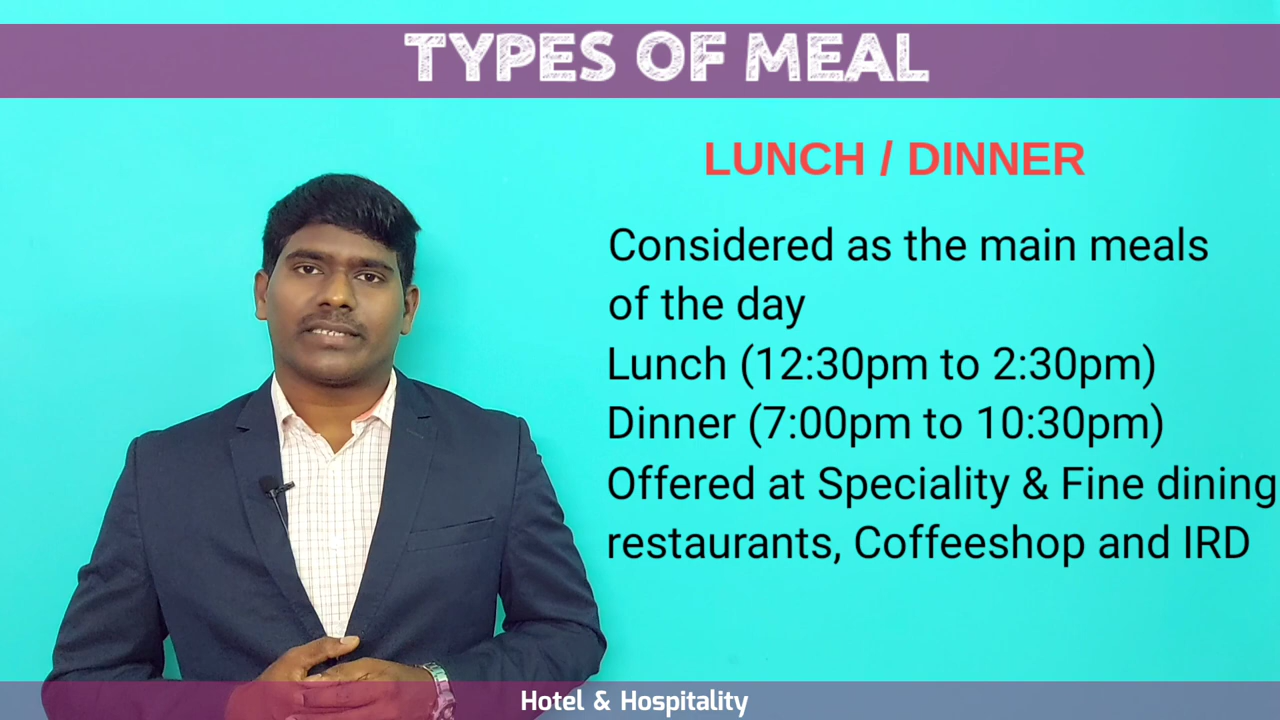 TYPES OF MEAL
LUNCH / DINNER
Considered as the main meals
of the day
Lunch (12:30pm to 2:30pm)
Dinner (7:00pm to 10:30pm)
Offered at Speciality & Fine dining
restaurants, Coffeeshop and IRD
Hotel & Hospitality